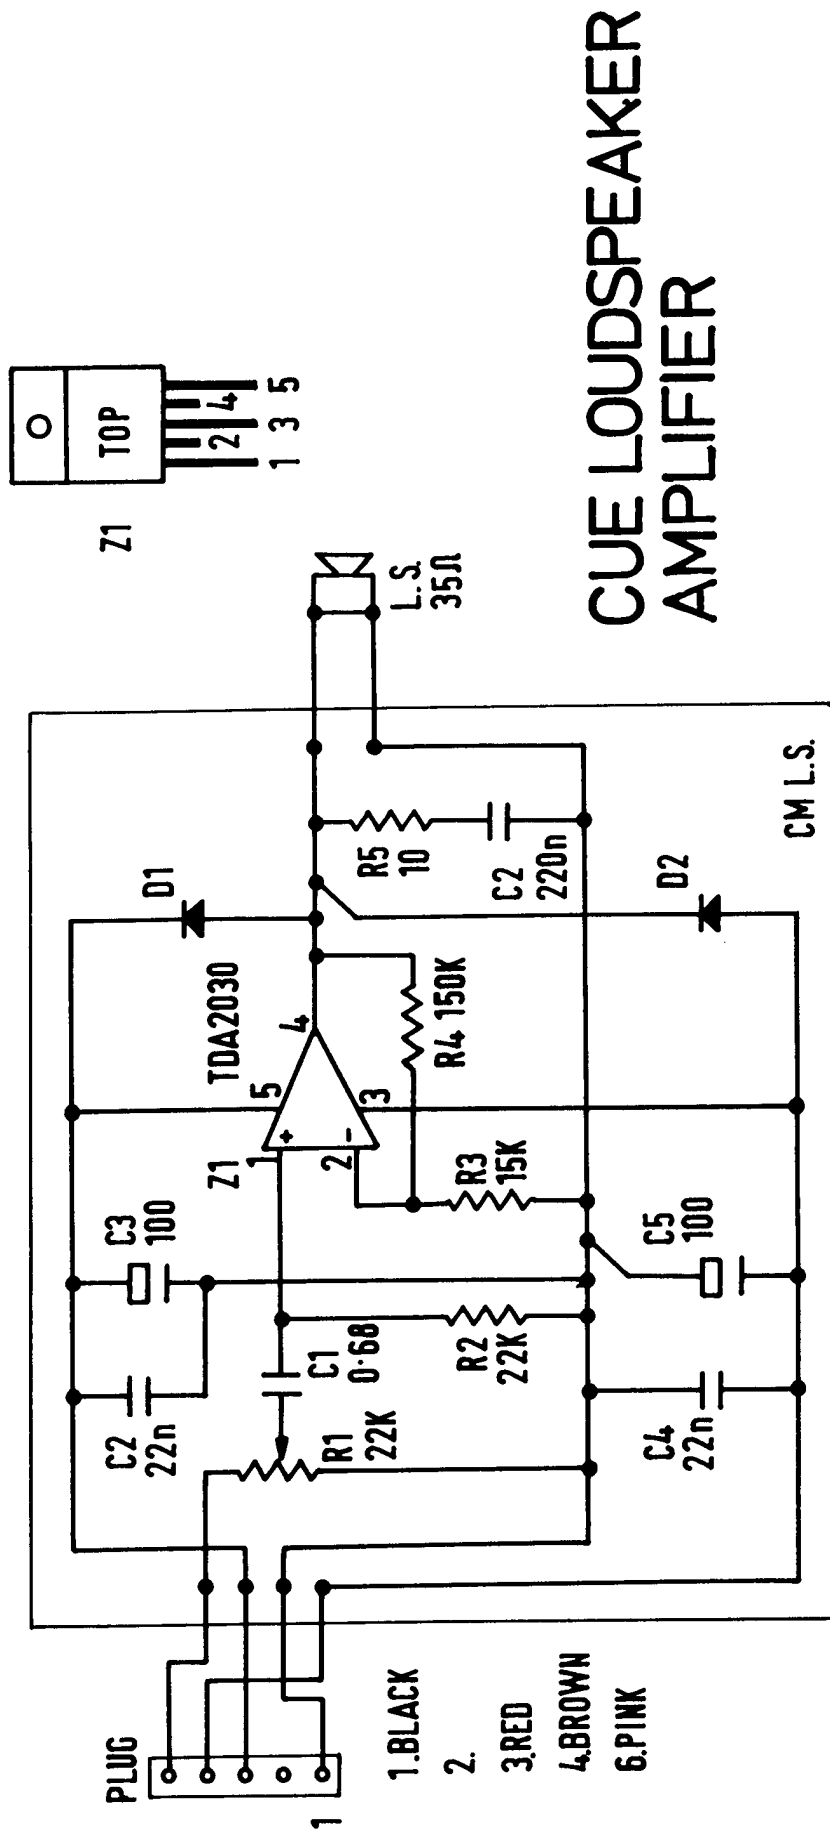 PLUG
1
1.BLACK
2.
3.RED
4.BROWN
6.PINK
C2
22n
C3
100
R1
22K
C1
0·68
R2
22K
C4
22n
C5
100
Z1
TDA2030
1
+
5
4
2
-
3
R3
15K
R4 150K
D1
R5
10
C2
220n
D2
CM L.S.
L.S.
35Ω
Z1
TOP
1
2
3
4
5
CUE LOUDSPEAKER
AMPLIFIER